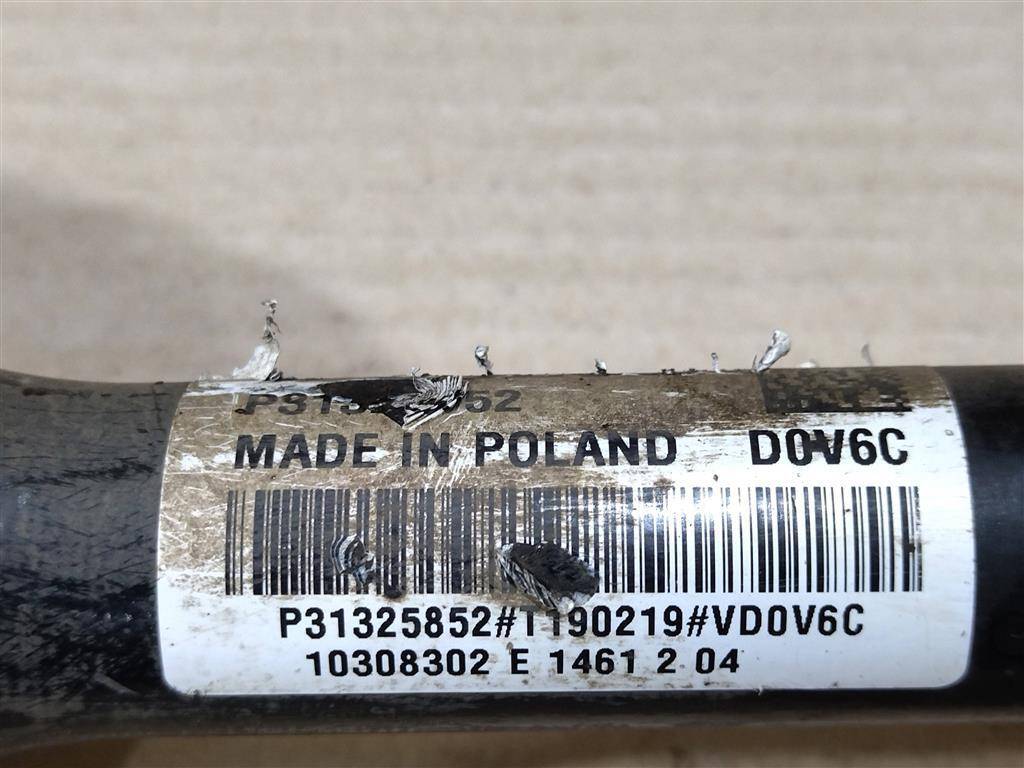 MADE IN POLAND D0V6C
P31325852#T190219#VD0V6C
10308302 E 1461 2 04